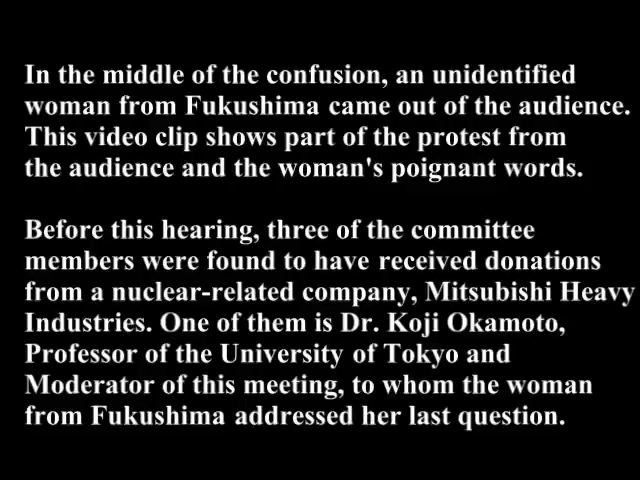 In the middle of the confusion, an unidentified
woman from Fukushima came out of the audience.
This video clip shows part of the protest from
the audience and the woman's poignant words.
Before this hearing, three of the committee
members were found to have received donations
from a nuclear-related company, Mitsubishi Heavy
Industries. One of them is Dr. Koji Okamoto,
Professor of the University of Tokyo and
Moderator of this meeting, to whom the woman
from Fukushima addressed her last question.